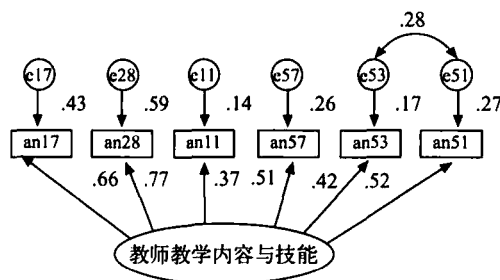 .28
e17 e28 e11 e57 e53 e51
.43 .59 .14 .26 .17 .27
an17 an28 an11 an57 an53 an51
.66 .77 .37 .51 .42 .52
教师教学内容与技能